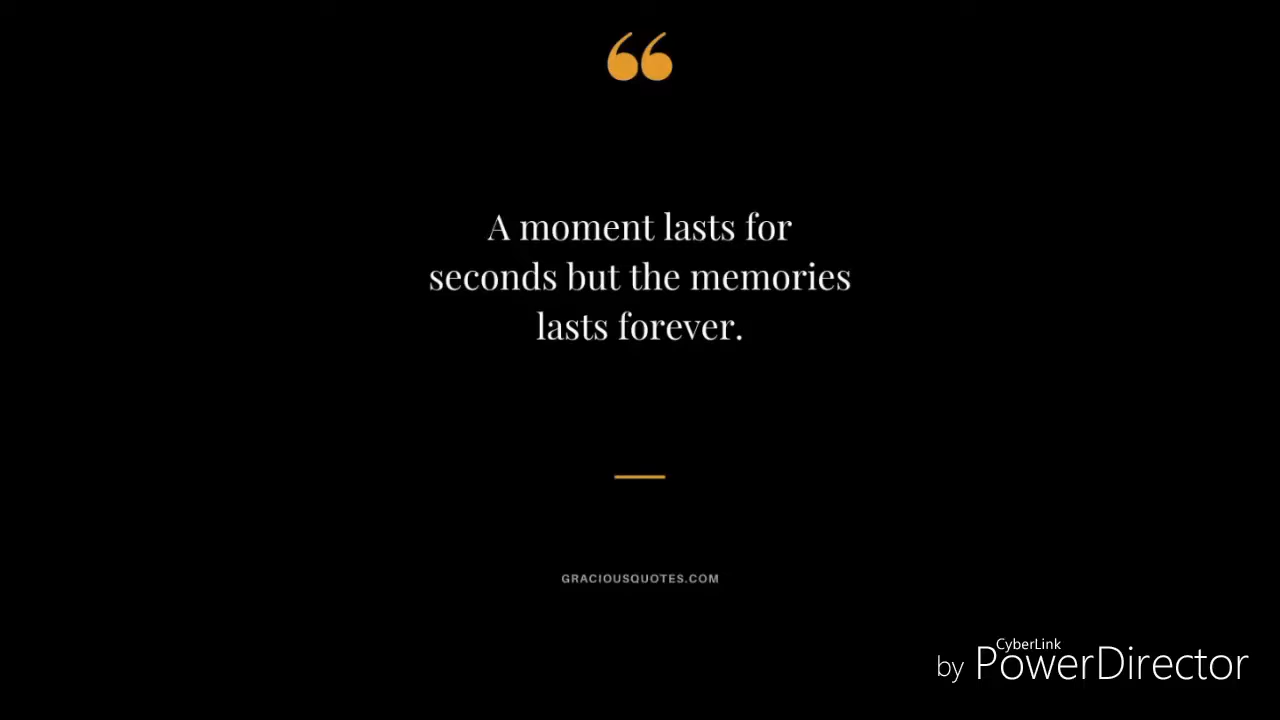 “
A moment lasts for
seconds but the memories
lasts forever.
GRACIOUSQUOTES.COM
CyberLink
by PowerDirector